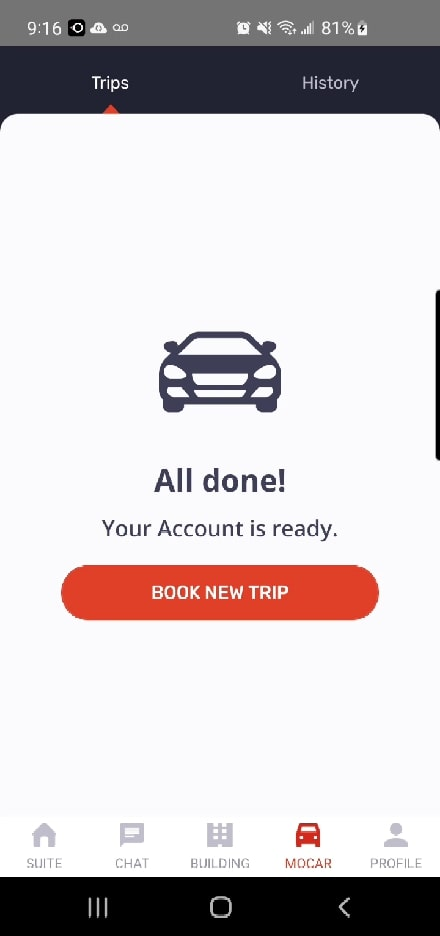 9:16 81%
Trips History
All done!
Your Account is ready.
BOOK NEW TRIP
SUITE CHAT BUILDING MOCAR PROFILE